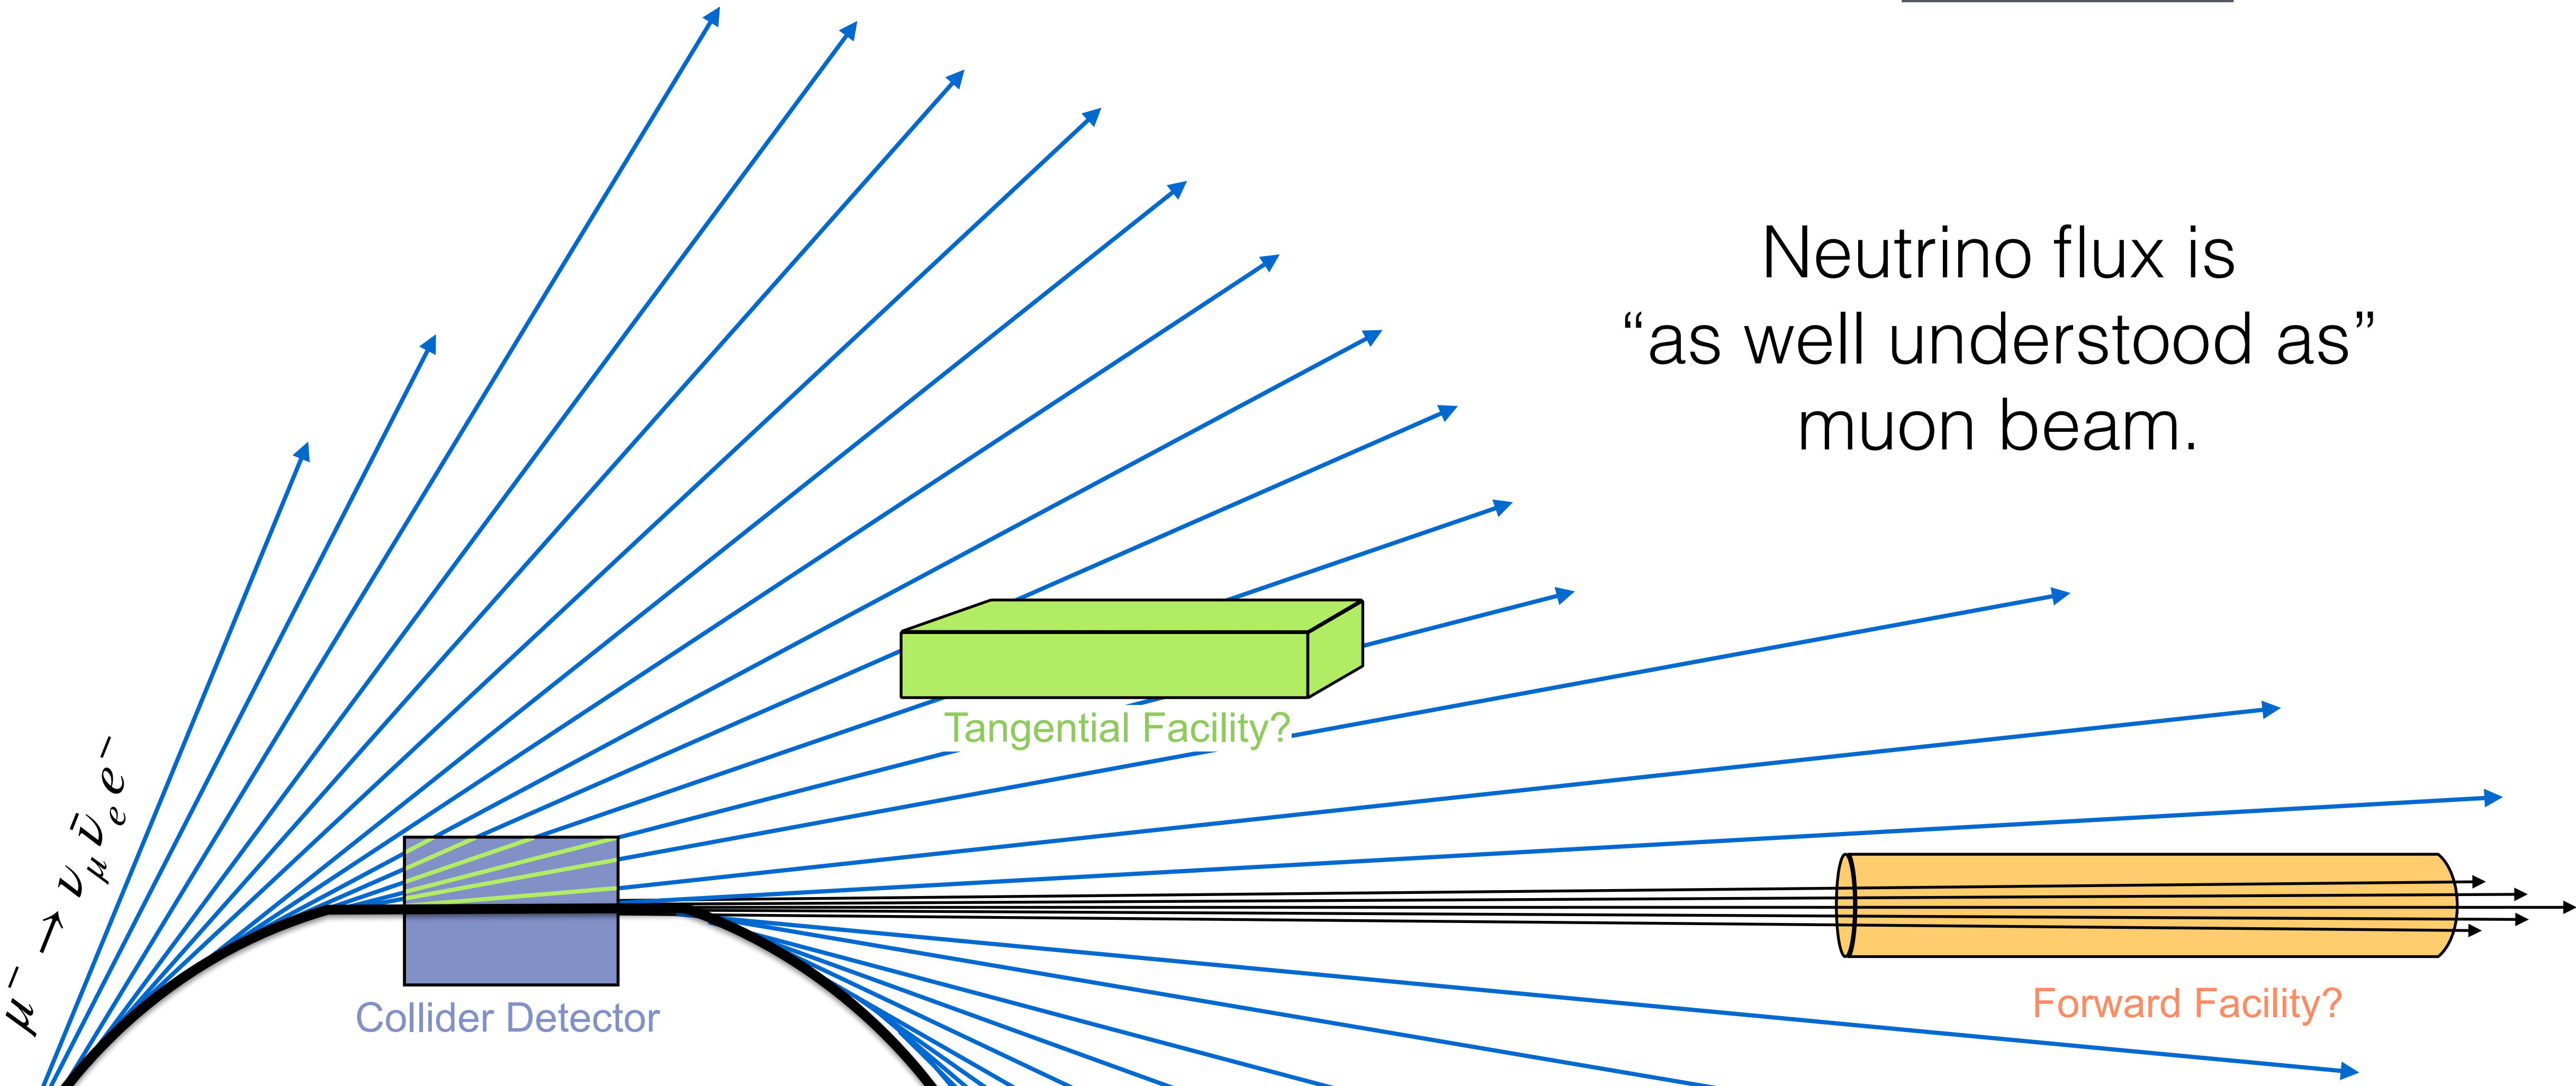 Neutrino flux is
“as well understood as”
muon beam.
Tangential Facility?
μ⁻ → ν_μ ν̄_e e⁻
Collider Detector
Forward Facility?